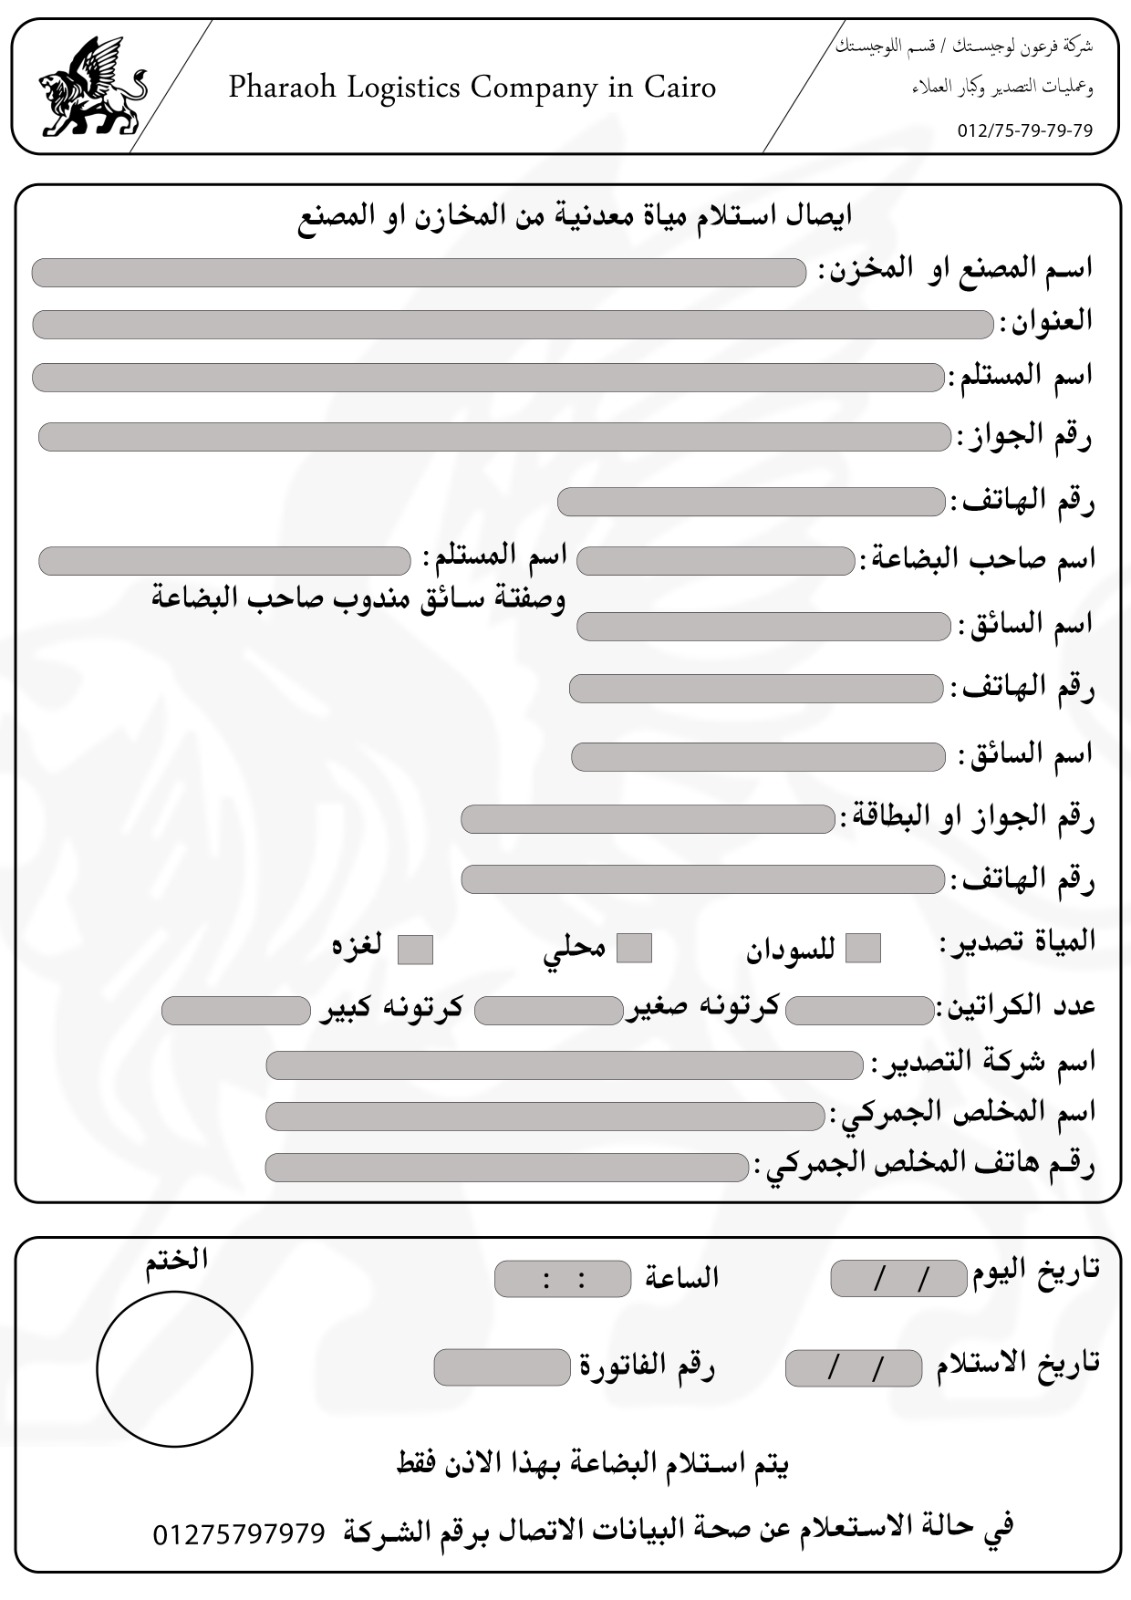 شركة فرعون لوجيستك / قسم اللوجيستك
وعمليات التصدير وكبار العملاء
012/75-79-79-79
Pharaoh Logistics Company in Cairo
ايصال استلام مياة معدنية من المخازن او المصنع
اسم المصنع او المخزن:
العنوان:
اسم المستلم:
رقم الجواز:
رقم الهاتف:
اسم صاحب البضاعة: اسم المستلم:
وصفتة سائق مندوب صاحب البضاعة
اسم السائق:
رقم الهاتف:
اسم السائق:
رقم الجواز او البطاقة:
رقم الهاتف:
المياة تصدير: للسودان محلي لغزه
عدد الكراتين: كرتونه صغير كرتونه كبير
اسم شركة التصدير:
اسم المخلص الجمركي:
رقم هاتف المخلص الجمركي:
تاريخ اليوم / / الساعة : : الختم
تاريخ الاستلام / / رقم الفاتورة
يتم استلام البضاعة بهذا الاذن فقط
في حالة الاستعلام عن صحة البيانات الاتصال برقم الشركة 01275797979